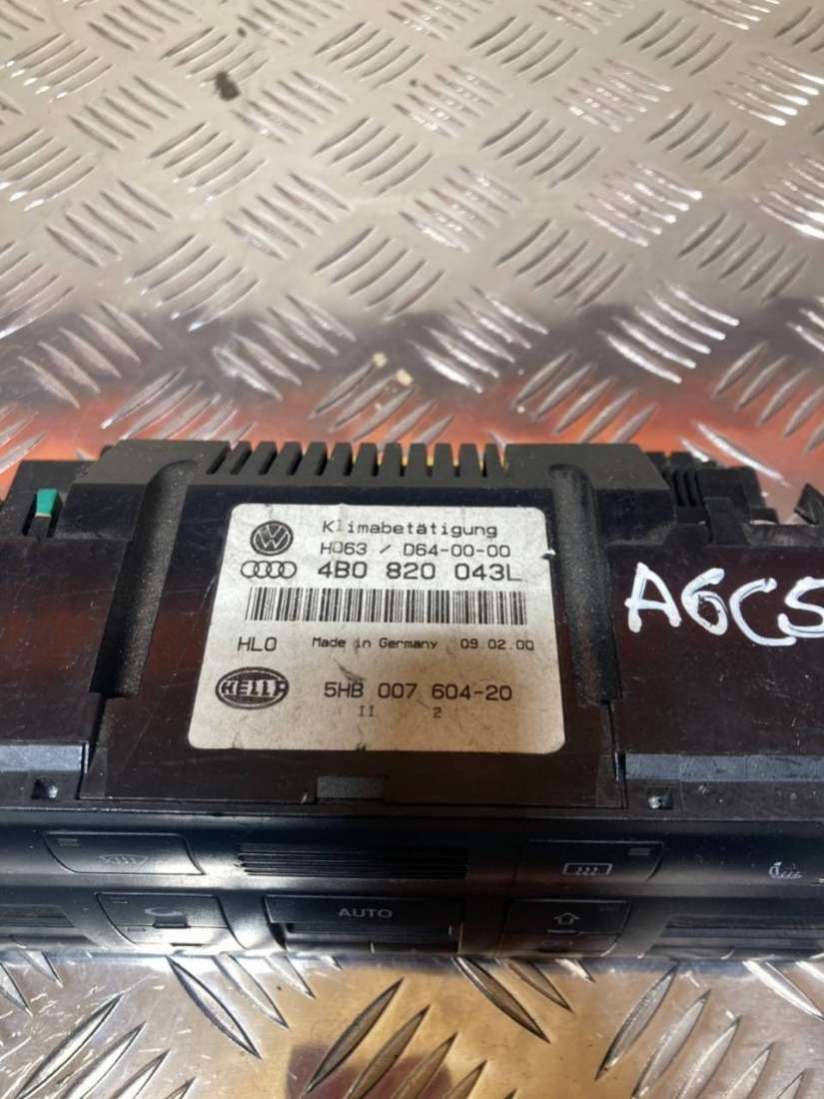 Klimabetätigung
H063 / D64-00-00
4B0 820 043L
HLO Made in Germany 09.02.00
HELLA
5HB 007 604-20
II 2
A6C5
AUTO